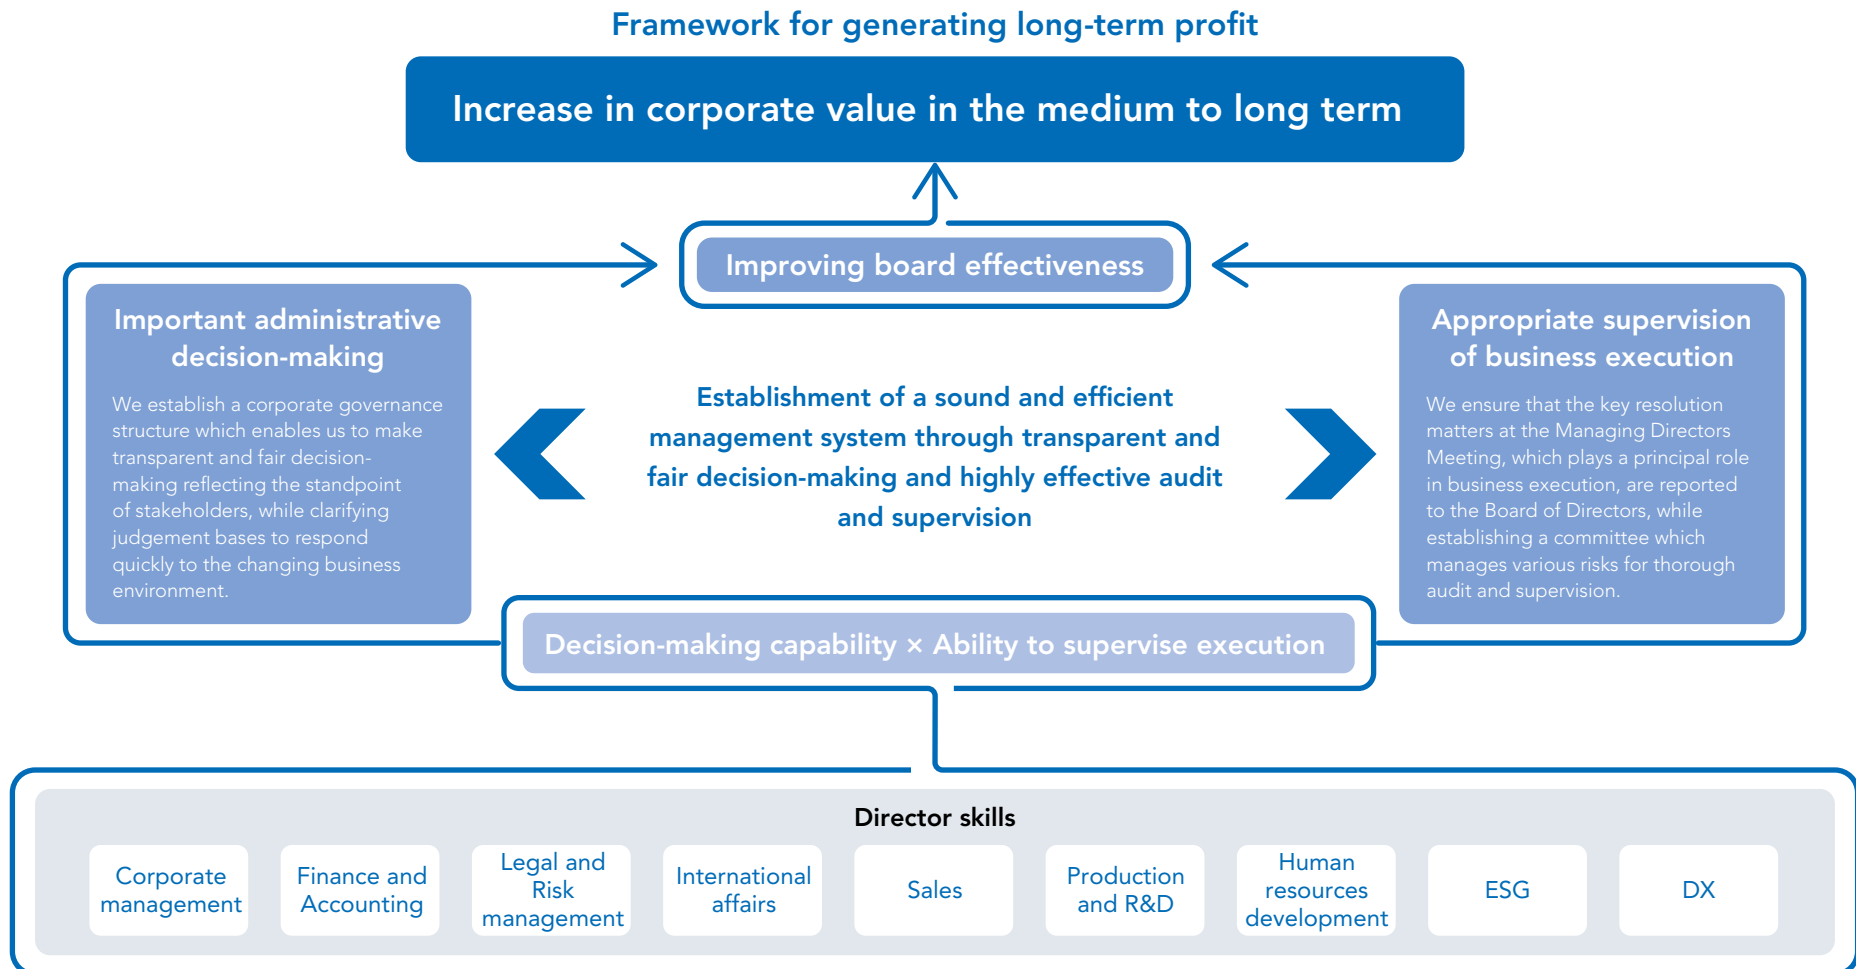 Framework for generating long-term profit
Increase in corporate value in the medium to long term
Improving board effectiveness
Important administrative
decision-making
We establish a corporate governance
structure which enables us to make
transparent and fair decision-
making reflecting the standpoint
of stakeholders, while clarifying
judgement bases to respond
quickly to the changing business
environment.
Establishment of a sound and efficient
management system through transparent and
fair decision-making and highly effective audit
and supervision
Appropriate supervision
of business execution
We ensure that the key resolution
matters at the Managing Directors
Meeting, which plays a principal role
in business execution, are reported
to the Board of Directors, while
establishing a committee which
manages various risks for thorough
audit and supervision.
Decision-making capability × Ability to supervise execution
Director skills
Corporate
management
Finance and
Accounting
Legal and
Risk
management
International
affairs
Sales
Production
and R&D
Human
resources
development
ESG
DX